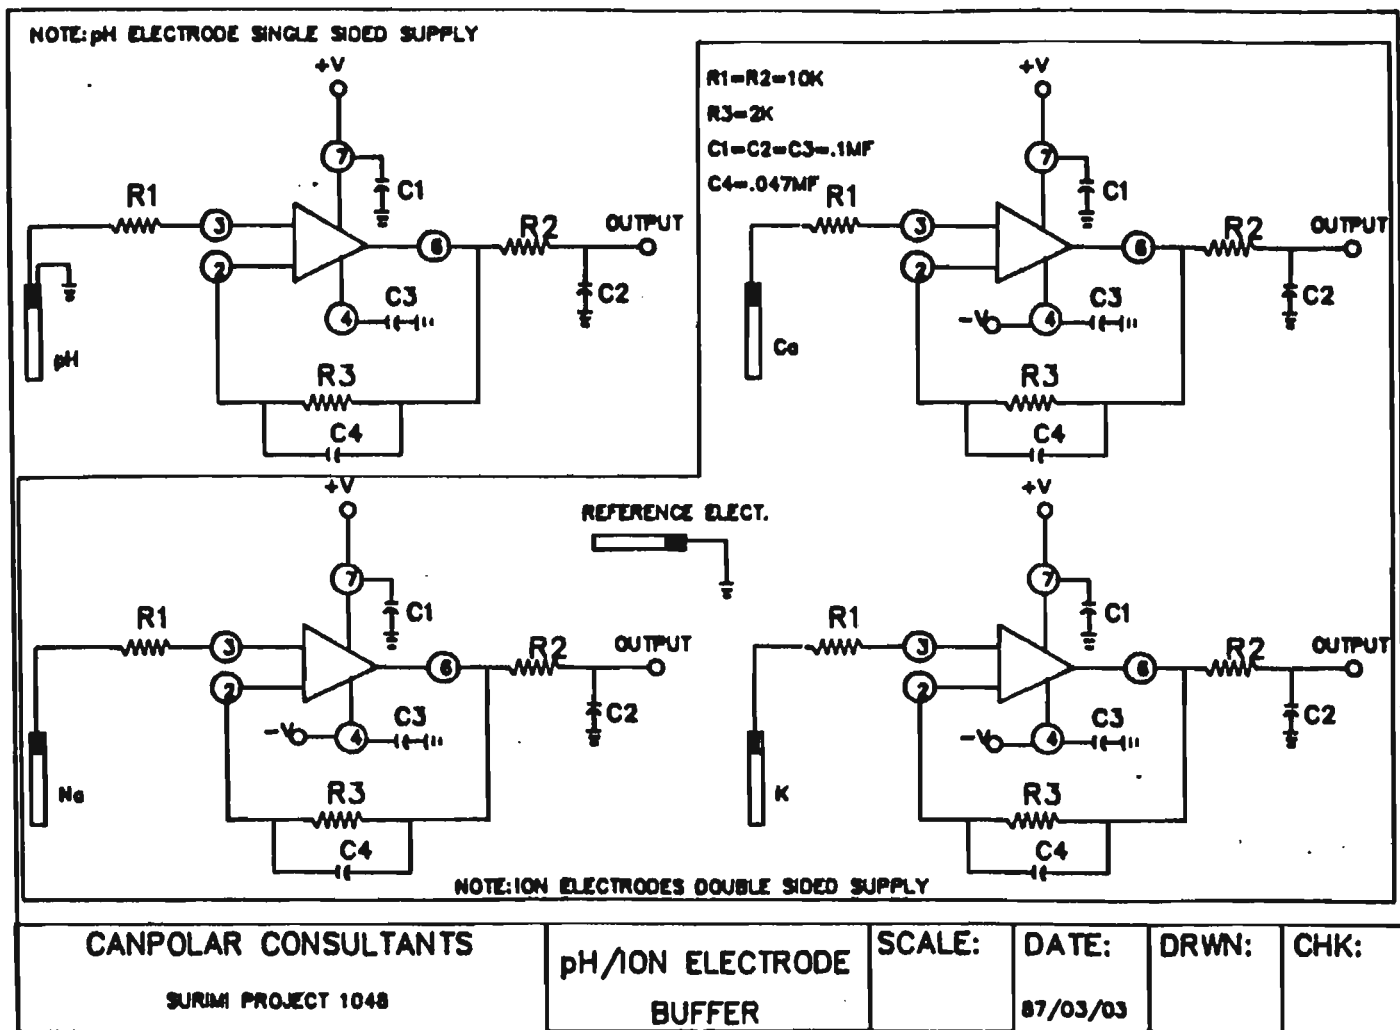 NOTE: pH ELECTRODE SINGLE SIDED SUPPLY
+V
7
C1
R1
3
2
6
R2
OUTPUT
C2
C3
4
pH
R3
C4
R1=R2=10K
R3=2K
C1=C2=C3=.1MF
C4=.047MF
+V
7
C1
R1
3
2
6
R2
OUTPUT
C2
C3
-V
4
Ca
R3
C4
REFERENCE ELECT.
+V
7
C1
R1
3
2
6
R2
OUTPUT
C2
C3
-V
4
Na
R3
C4
+V
7
C1
R1
3
2
6
R2
OUTPUT
C2
C3
-V
4
K
R3
C4
NOTE: ION ELECTRODES DOUBLE SIDED SUPPLY
CANPOLAR CONSULTANTS
SURIMI PROJECT 1048
pH/ION ELECTRODE
BUFFER
SCALE:
DATE:
87/03/03
DRWN:
CHK: